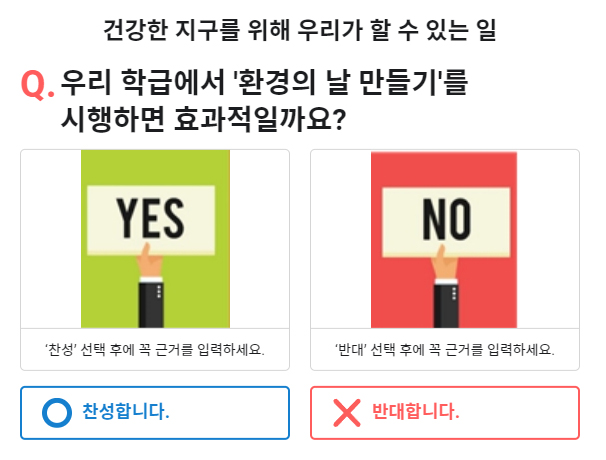 건강한 지구를 위해 우리가 할 수 있는 일
Q. 우리 학급에서 '환경의 날 만들기'를
시행하면 효과적일까요?
YES
NO
'찬성' 선택 후에 꼭 근거를 입력하세요.
'반대' 선택 후에 꼭 근거를 입력하세요.
찬성합니다.
반대합니다.